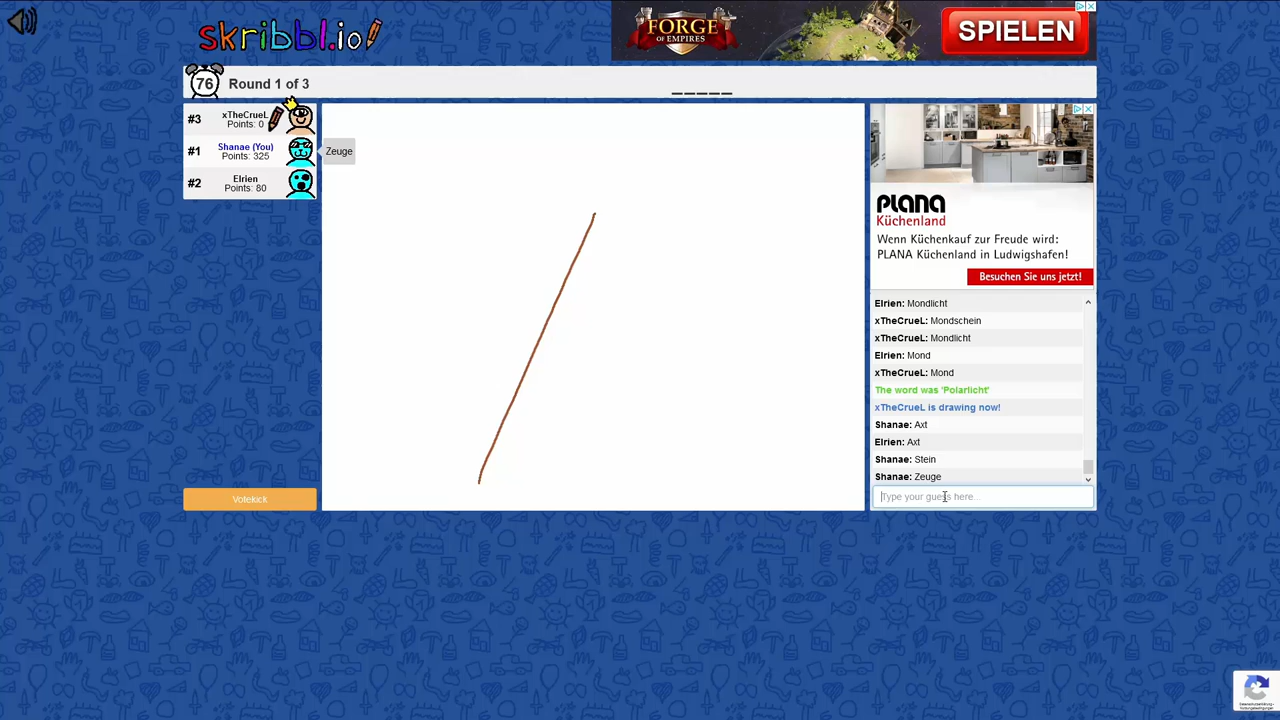 skribbl.io
FORGE
OF EMPIRES
SPIELEN
76
Round 1 of 3
_____
#3
xTheCrueL
Points: 0
#1
Shanae (You)
Points: 325
Zeuge
#2
Elrien
Points: 80
Votekick
PLANA
Küchenland
Wenn Küchenkauf zur Freude wird:
PLANA Küchenland in Ludwigshafen!
Besuchen Sie uns jetzt!
Elrien: Mondlicht
xTheCrueL: Mondschein
xTheCrueL: Mondlicht
Elrien: Mond
xTheCrueL: Mond
The word was 'Polarlicht'
xTheCrueL is drawing now!
Shanae: Axt
Elrien: Axt
Shanae: Stein
Shanae: Zeuge
Type your guess here...